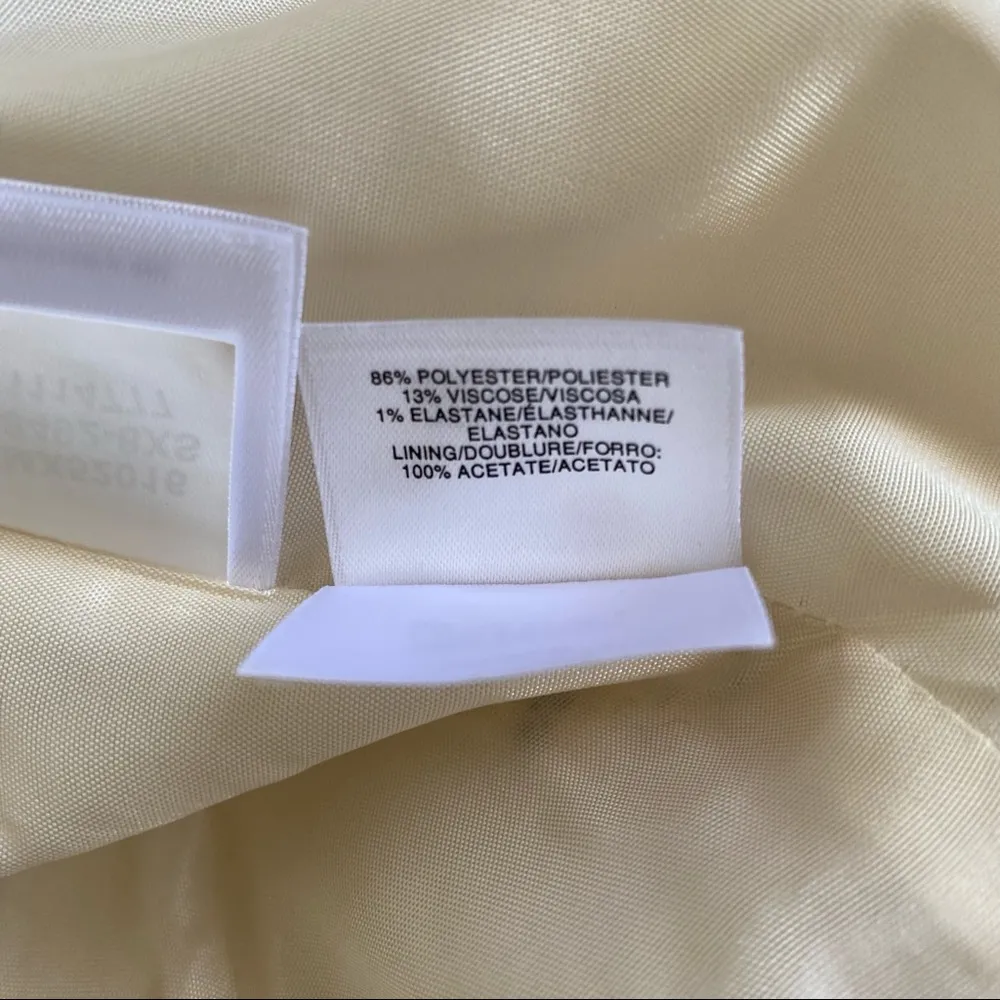 86% POLYESTER/POLIESTER
13% VISCOSE/VISCOSA
1% ELASTANE/ÉLASTHANNE/
ELASTANO
LINING/DOUBLURE/FORRO:
100% ACETATE/ACETATO